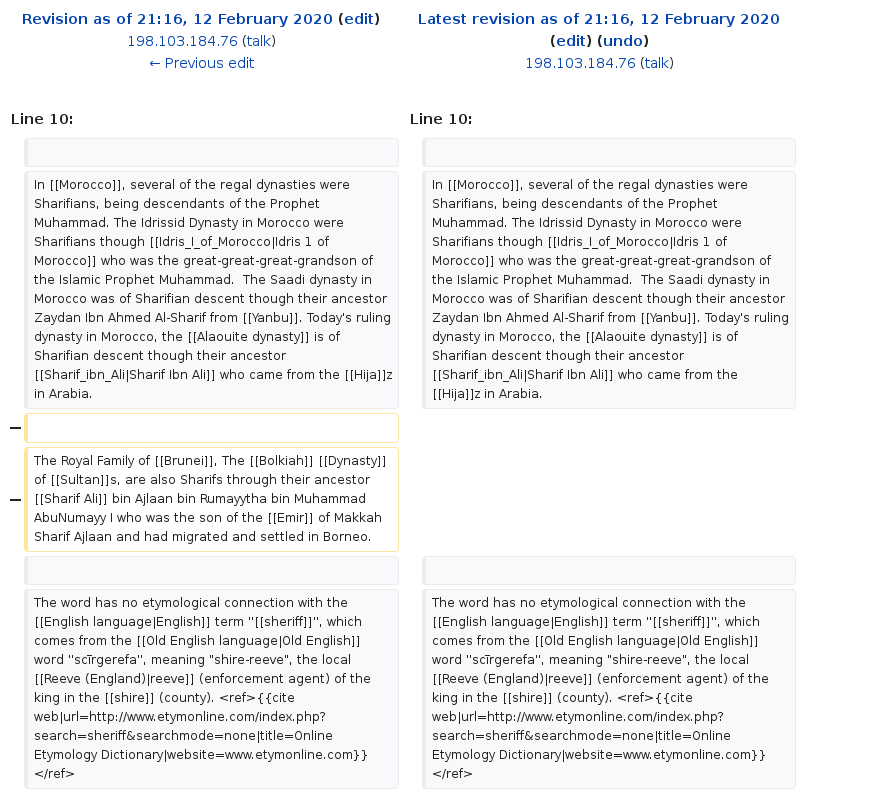 Revision as of 21:16, 12 February 2020 (edit)
198.103.184.76 (talk)
← Previous edit
Latest revision as of 21:16, 12 February 2020
(edit) (undo)
198.103.184.76 (talk)
Line 10:
Line 10:
In [[Morocco]], several of the regal dynasties were
Sharifians, being descendants of the Prophet
Muhammad. The Idrissid Dynasty in Morocco were
Sharifians though [[Idris_I_of_Morocco|Idris 1 of
Morocco]] who was the great-great-great-grandson of
the Islamic Prophet Muhammad.  The Saadi dynasty in
Morocco was of Sharifian descent though their ancestor
Zaydan Ibn Ahmed Al-Sharif from [[Yanbu]]. Today's ruling
dynasty in Morocco, the [[Alaouite dynasty]] is of
Sharifian descent though their ancestor
[[Sharif_ibn_Ali|Sharif Ibn Ali]] who came from the [[Hija]]z
in Arabia.
In [[Morocco]], several of the regal dynasties were
Sharifians, being descendants of the Prophet
Muhammad. The Idrissid Dynasty in Morocco were
Sharifians though [[Idris_I_of_Morocco|Idris 1 of
Morocco]] who was the great-great-great-grandson of
the Islamic Prophet Muhammad.  The Saadi dynasty in
Morocco was of Sharifian descent though their ancestor
Zaydan Ibn Ahmed Al-Sharif from [[Yanbu]]. Today's ruling
dynasty in Morocco, the [[Alaouite dynasty]] is of
Sharifian descent though their ancestor
[[Sharif_ibn_Ali|Sharif Ibn Ali]] who came from the
[[Hija]]z in Arabia.
−
−
The Royal Family of [[Brunei]], The [[Bolkiah]] [[Dynasty]]
of [[Sultan]]s, are also Sharifs through their ancestor
[[Sharif Ali]] bin Ajlaan bin Rumayytha bin Muhammad
AbuNumayy I who was the son of the [[Emir]] of Makkah
Sharif Ajlaan and had migrated and settled in Borneo.
The word has no etymological connection with the
[[English language|English]] term "[[sheriff]]", which
comes from the [[Old English language|Old English]]
word ''scīrgerefa'', meaning "shire-reeve", the local
[[Reeve (England)|reeve]] (enforcement agent) of the
king in the [[shire]] (county). <ref>{{cite
web|url=http://www.etymonline.com/index.php?
search=sheriff&searchmode=none|title=Online
Etymology Dictionary|website=www.etymonline.com}}
</ref>
The word has no etymological connection with the
[[English language|English]] term "[[sheriff]]", which
comes from the [[Old English language|Old English]]
word ''scīrgerefa'', meaning "shire-reeve", the local
[[Reeve (England)|reeve]] (enforcement agent) of the
king in the [[shire]] (county). <ref>{{cite
web|url=http://www.etymonline.com/index.php?
search=sheriff&searchmode=none|title=Online
Etymology Dictionary|website=www.etymonline.com}}
</ref>